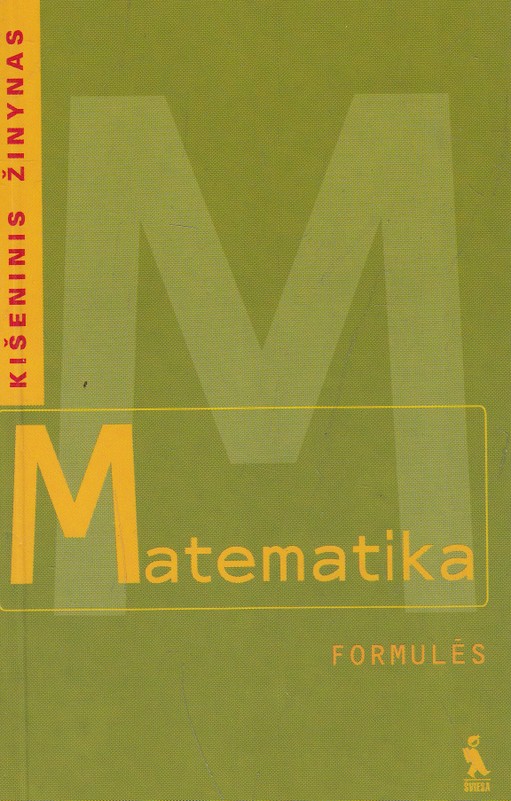 KIŠENINIS ŽINYNAS
M
Matematika
FORMULĖS
ŠVIESA